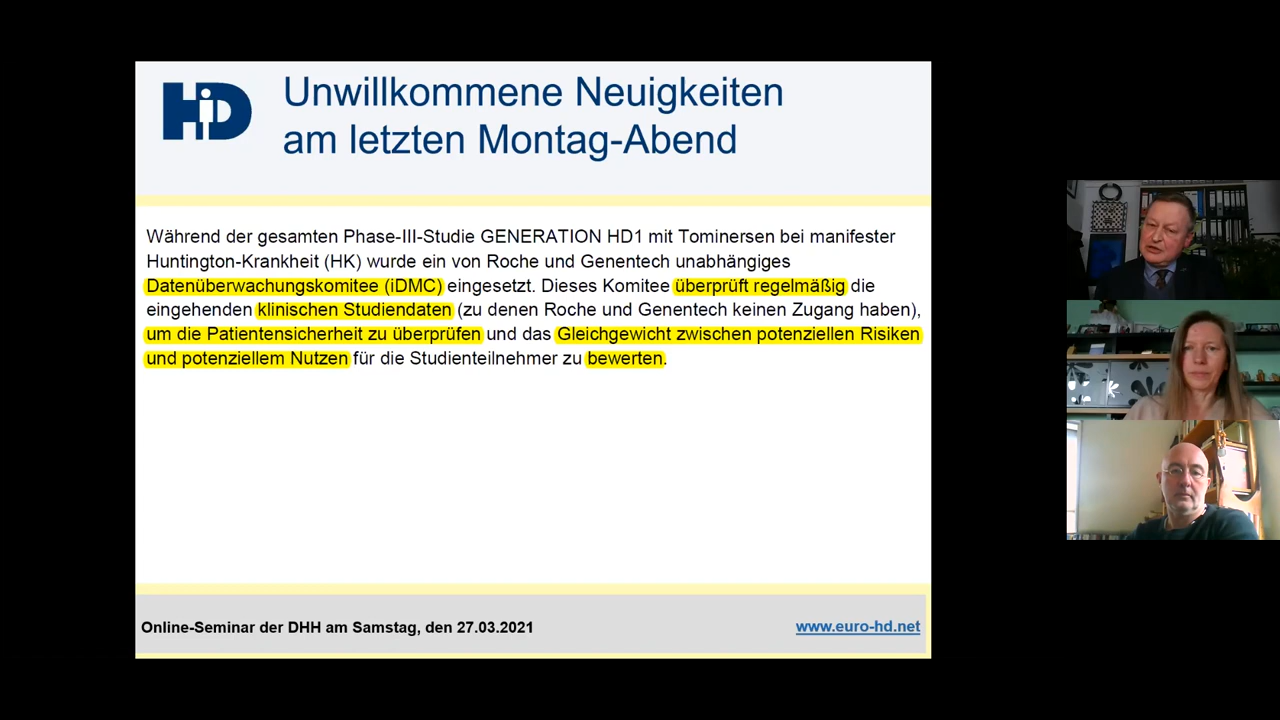 HD
Unwillkommene Neuigkeiten
am letzten Montag-Abend
Während der gesamten Phase-III-Studie GENERATION HD1 mit Tominersen bei manifester
Huntington-Krankheit (HK) wurde ein von Roche und Genentech unabhängiges
Datenüberwachungskomitee (iDMC) eingesetzt. Dieses Komitee überprüft regelmäßig die
eingehenden klinischen Studiendaten (zu denen Roche und Genentech keinen Zugang haben),
um die Patientensicherheit zu überprüfen und das Gleichgewicht zwischen potenziellen Risiken
und potenziellem Nutzen für die Studienteilnehmer zu bewerten.
Online-Seminar der DHH am Samstag, den 27.03.2021
www.euro-hd.net